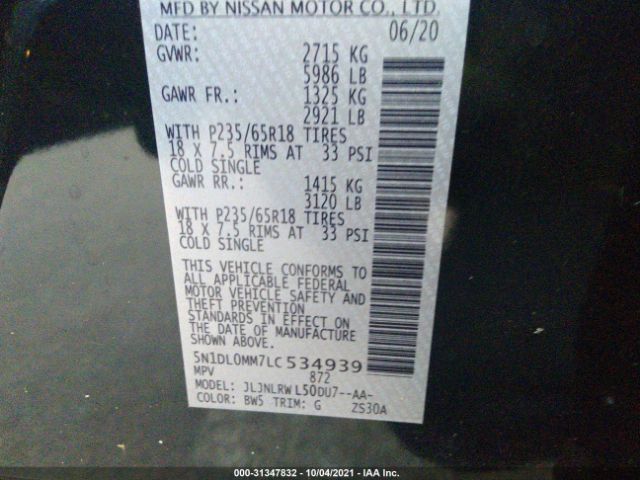 MFD BY NISSAN MOTOR CO., LTD.
DATE: 06/20
GVWR: 2715 KG
5986 LB
GAWR FR.: 1325 KG
2921 LB
WITH P235/65R18 TIRES
18 X 7.5 RIMS AT 33 PSI
COLD SINGLE
GAWR RR.: 1415 KG
3120 LB
WITH P235/65R18 TIRES
18 X 7.5 RIMS AT 33 PSI
COLD SINGLE
THIS VEHICLE CONFORMS TO
ALL APPLICABLE FEDERAL
MOTOR VEHICLE SAFETY AND
THEFT PREVENTION
STANDARDS IN EFFECT ON
THE DATE OF MANUFACTURE
SHOWN ABOVE.
5N1DL0MM7LC534939
MPV 872
MODEL: JLJNLRWL50DU7--AA-
COLOR: BW5 TRIM: G ZS30A
000-31347832 - 10/04/2021 - IAA Inc.